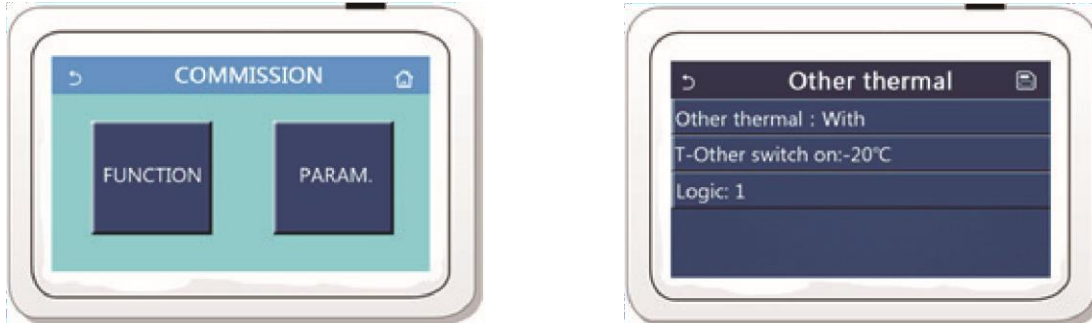 COMMISSION
FUNCTION
PARAM.
Other thermal
Other thermal : With
T-Other switch on:-20℃
Logic: 1